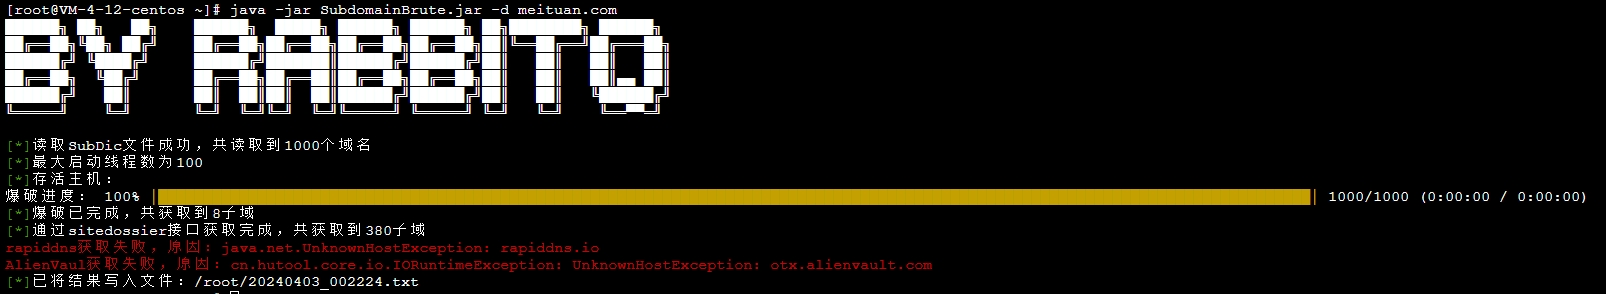 [root@VM-4-12-centos ~]# java -jar SubdomainBrute.jar -d meituan.com
BY RABBITQ
[*]读取SubDic文件成功，共读取到1000个域名
[*]最大启动线程数为100
[*]存活主机：
爆破进度： 100% | | 1000/1000 (0:00:00 / 0:00:00)
[*]爆破已完成，共获取到8子域
[*]通过sitedossier接口获取完成，共获取到380子域
rapiddns获取失败，原因：java.net.UnknownHostException: rapiddns.io
AlienVaul获取失败，原因：cn.hutool.core.io.IORuntimeException: UnknownHostException: otx.alienvault.com
[*]已将结果写入文件：/root/20240403_002224.txt